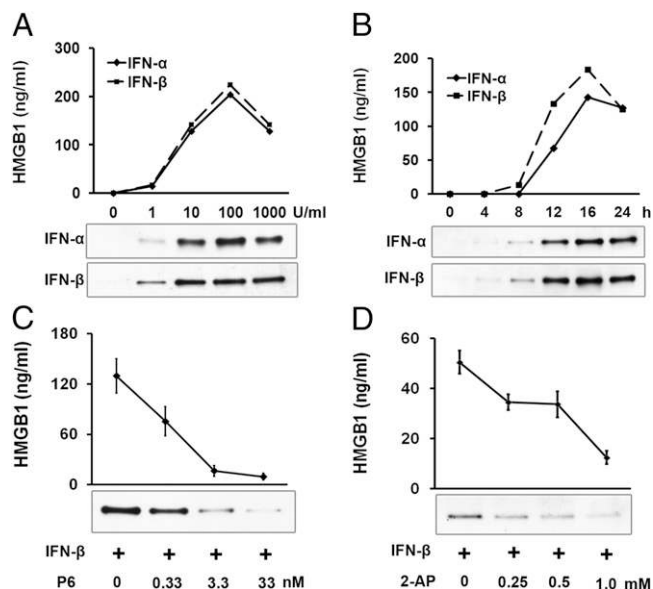 A
HMGB1 (ng/ml)
300
200
100
0
IFN-α
IFN-β
0 1 10 100 1000 U/ml
IFN-α
IFN-β
B
HMGB1 (ng/ml)
200
150
100
50
0
IFN-α
IFN-β
0 4 8 12 16 24 h
IFN-α
IFN-β
C
HMGB1 (ng/ml)
180
120
60
0
IFN-β + + + +
P6 0 0.33 3.3 33 nM
D
HMGB1 (ng/ml)
60
40
20
0
IFN-β + + + +
2-AP 0 0.25 0.5 1.0 mM